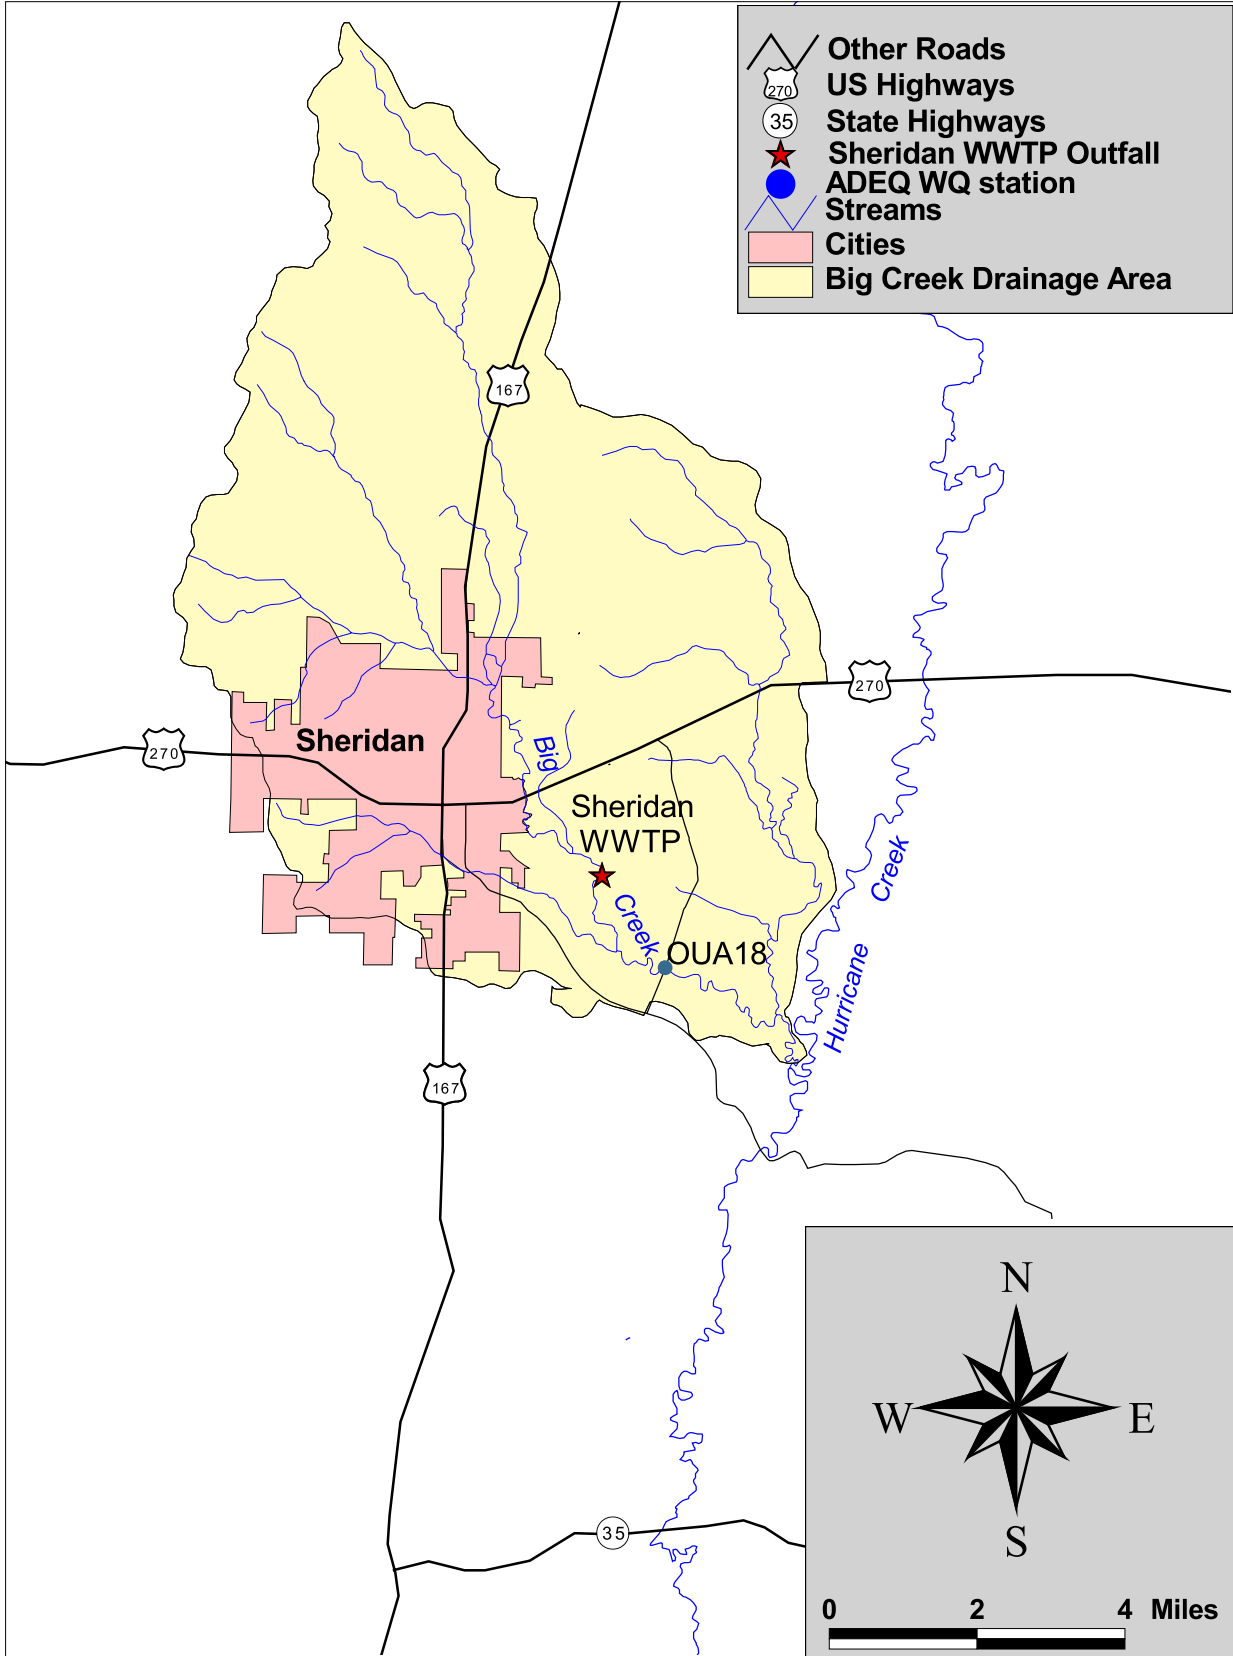 Other Roads
270
US Highways
35
State Highways
Sheridan WWTP Outfall
ADEQ WQ station
Streams
Cities
Big Creek Drainage Area
167
270
Sheridan
270
Big
Sheridan
WWTP
Creek
OUA18
Hurricane Creek
167
35
N
W
E
S
0 2 4 Miles